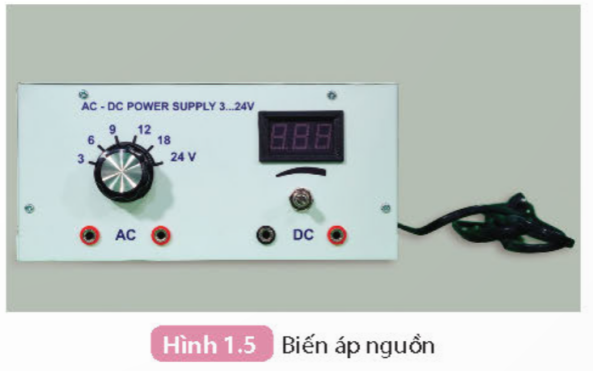 AC - DC POWER SUPPLY 3...24V
3 6 9 12 18 24 V
888
AC DC
Hình 1.5 Biến áp nguồn